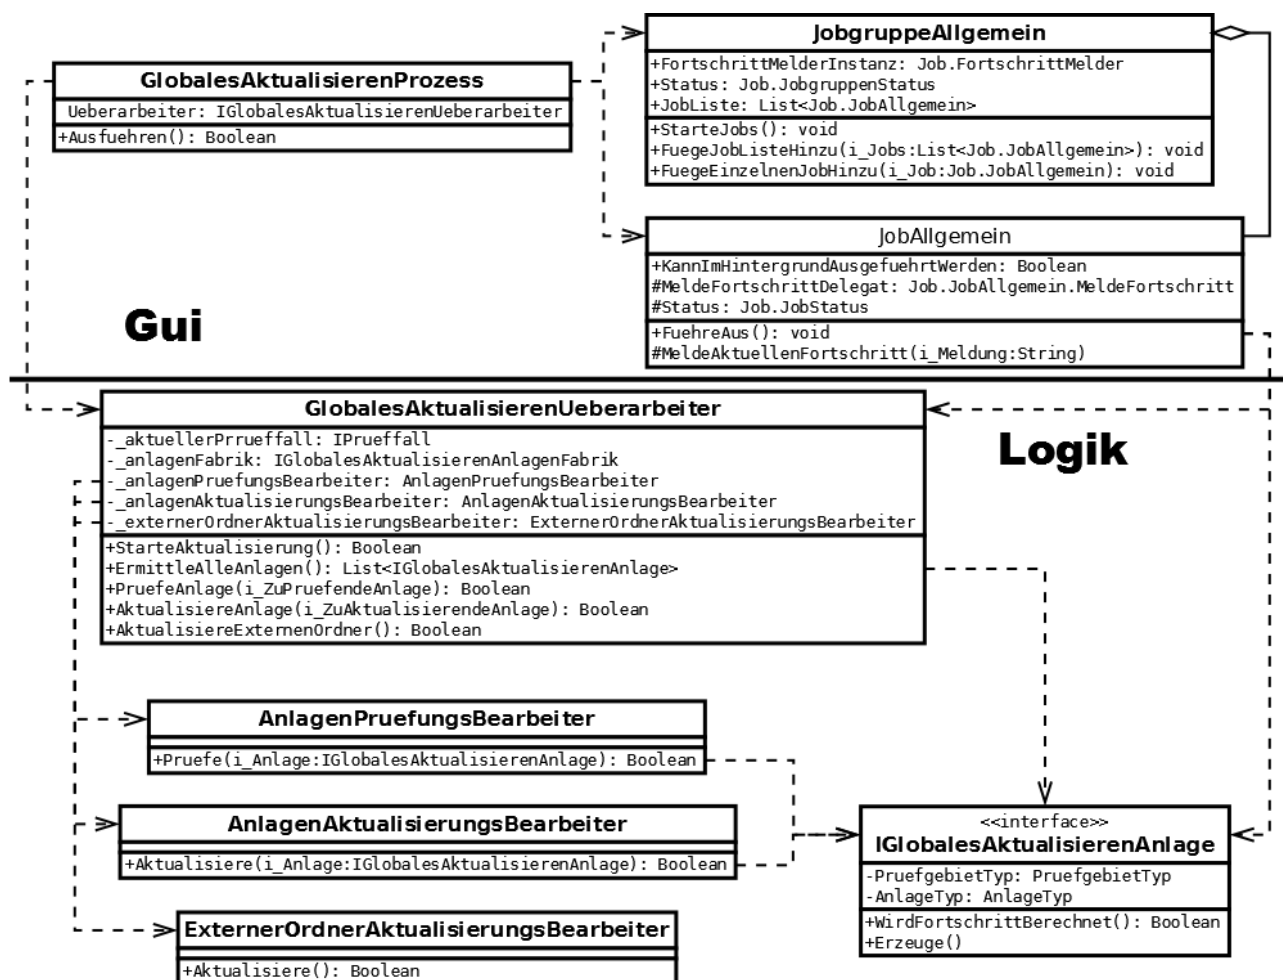 GlobalesAktualisierenProzess
Ueberarbeiter: IGlobalesAktualisierenUeberarbeiter
+Ausfuehren(): Boolean
JobgruppeAllgemein
+FortschrittMelderInstanz: Job.FortschrittMelder
+Status: Job.JobgruppenStatus
+JobListe: List<Job.JobAllgemein>
+StarteJobs(): void
+FuegeJobListeHinzu(i_Jobs:List<Job.JobAllgemein>): void
+FuegeEinzelnenJobHinzu(i_Job:Job.JobAllgemein): void
JobAllgemein
+KannImHintergrundAusgefuehrtWerden: Boolean
#MeldeFortschrittDelegat: Job.JobAllgemein.MeldeFortschritt
#Status: Job.JobStatus
+FuehreAus(): void
#MeldeAktuellenFortschritt(i_Meldung:String)
Gui
Logik
GlobalesAktualisierenUeberarbeiter
-_aktuellerPrrueffall: IPrueffall
-_anlagenFabrik: IGlobalesAktualisierenAnlagenFabrik
-_anlagenPruefungsBearbeiter: AnlagenPruefungsBearbeiter
-_anlagenAktualisierungsBearbeiter: AnlagenAktualisierungsBearbeiter
-_externerOrdnerAktualisierungsBearbeiter: ExternerOrdnerAktualisierungsBearbeiter
+StarteAktualisierung(): Boolean
+ErmittleAlleAnlagen(): List<IGlobalesAktualisierenAnlage>
+PruefeAnlage(i_ZuPruefendeAnlage): Boolean
+AktualisiereAnlage(i_ZuAktualisierendeAnlage): Boolean
+AktualisiereExternenOrdner(): Boolean
AnlagenPruefungsBearbeiter
+Pruefe(i_Anlage:IGlobalesAktualisierenAnlage): Boolean
AnlagenAktualisierungsBearbeiter
+Aktualisiere(i_Anlage:IGlobalesAktualisierenAnlage): Boolean
ExternerOrdnerAktualisierungsBearbeiter
+Aktualisiere(): Boolean
<<interface>>
IGlobalesAktualisierenAnlage
-PruefgebietTyp: PruefgebietTyp
-AnlageTyp: AnlageTyp
+WirdFortschrittBerechnet(): Boolean
+Erzeuge()